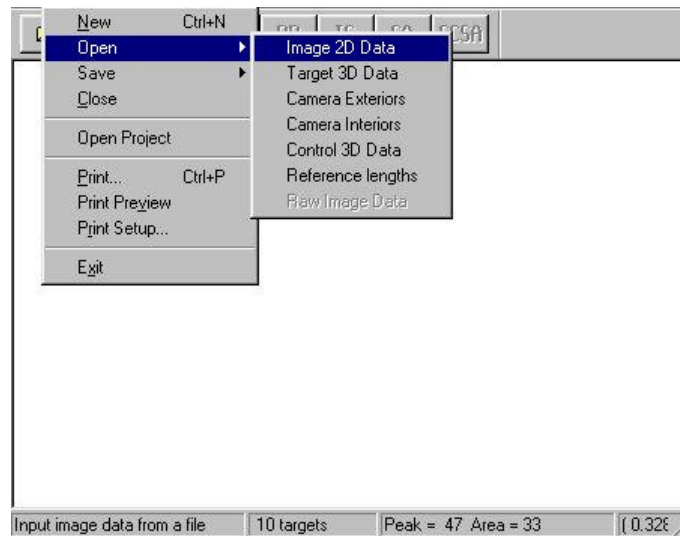 New Ctrl+N
Open
Save
Close
Open Project
Print... Ctrl+P
Print Preview
Print Setup...
Exit
Image 2D Data
Target 3D Data
Camera Exteriors
Camera Interiors
Control 3D Data
Reference lengths
Raw Image Data
Input image data from a file 10 targets Peak = 47 Area = 33 ( 0.328